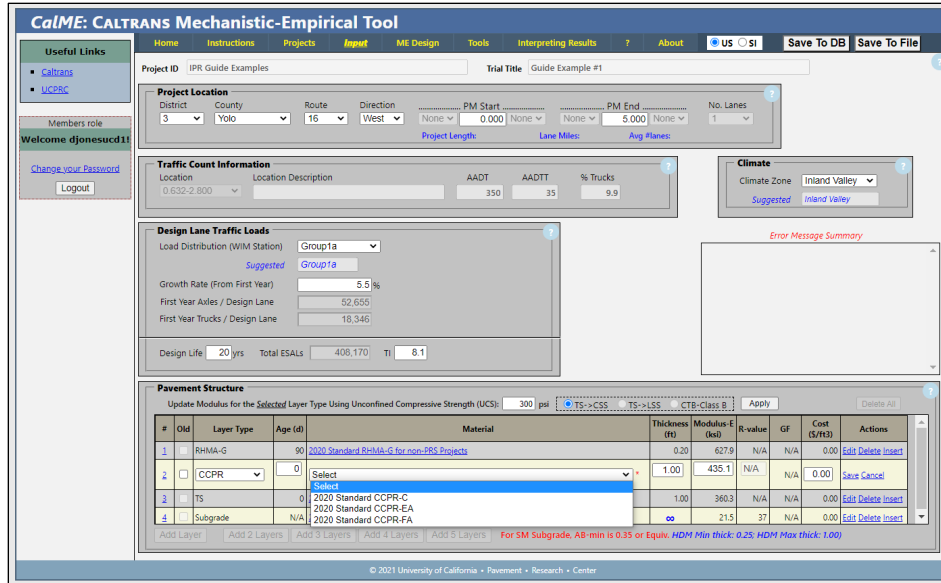 CalME: CALTRANS Mechanistic-Empirical Tool
Useful Links
Caltrans
UCPRC
Members role
Welcome djonesucd1!
Change your Password
Logout
Home Instructions Projects Input ME Design Tools Interpreting Results ? About US SI Save To DB Save To File
?
Project ID IPR Guide Examples Trial Title Guide Example #1
Project Location ?
District County Route Direction .................... PM Start .................... .................... PM End .................... No. Lanes
3 Yolo 16 West None 0.000 None None 5.000 None 1
Project Length: Lane Miles: Avg #lanes:
Traffic Count Information ?
Location Location Description AADT AADTT % Trucks
0.632-2.800 350 35 9.9
Climate ?
Climate Zone Inland Valley
Suggested Inland Valley
Design Lane Traffic Loads ?
Load Distribution (WIM Station) Group1a
Suggested Group1a
Growth Rate (From First Year) 5.5 %
First Year Axles / Design Lane 52,655
First Year Trucks / Design Lane 18,346
Design Life 20 yrs Total ESALs 408,170 TI 8.1
Error Message Summary
Pavement Structure ?
Update Modulus for the Selected Layer Type Using Unconfined Compressive Strength (UCS): 300 psi TS->CSS TS->LSS CTB-Class B Apply Delete All
# Old Layer Type Age (d) Material Thickness (ft) Modulus-E (ksi) R-value GF Cost ($/ft3) Actions
1 RHMA-G 90 2020 Standard RHMA-G for non-PRS Projects 0.20 627.9 N/A N/A 0.00 Edit Delete Insert
2 CCPR 0 Select * 1.00 435.1 N/A N/A 0.00 Save Cancel
Select
2020 Standard CCPR-C
2020 Standard CCPR-EA
2020 Standard CCPR-FA
3 TS 0 1.00 360.3 N/A N/A 0.00 Edit Delete Insert
4 Subgrade N/A ∞ 21.5 37 N/A 0.00 Edit Delete Insert
Add Layer Add 2 Layers Add 3 Layers Add 4 Layers Add 5 Layers For SM Subgrade, AB-min is 0.35 or Equiv. HDM Min thick: 0.25; HDM Max thick: 1.00)
© 2021 University of California • Pavement • Research • Center